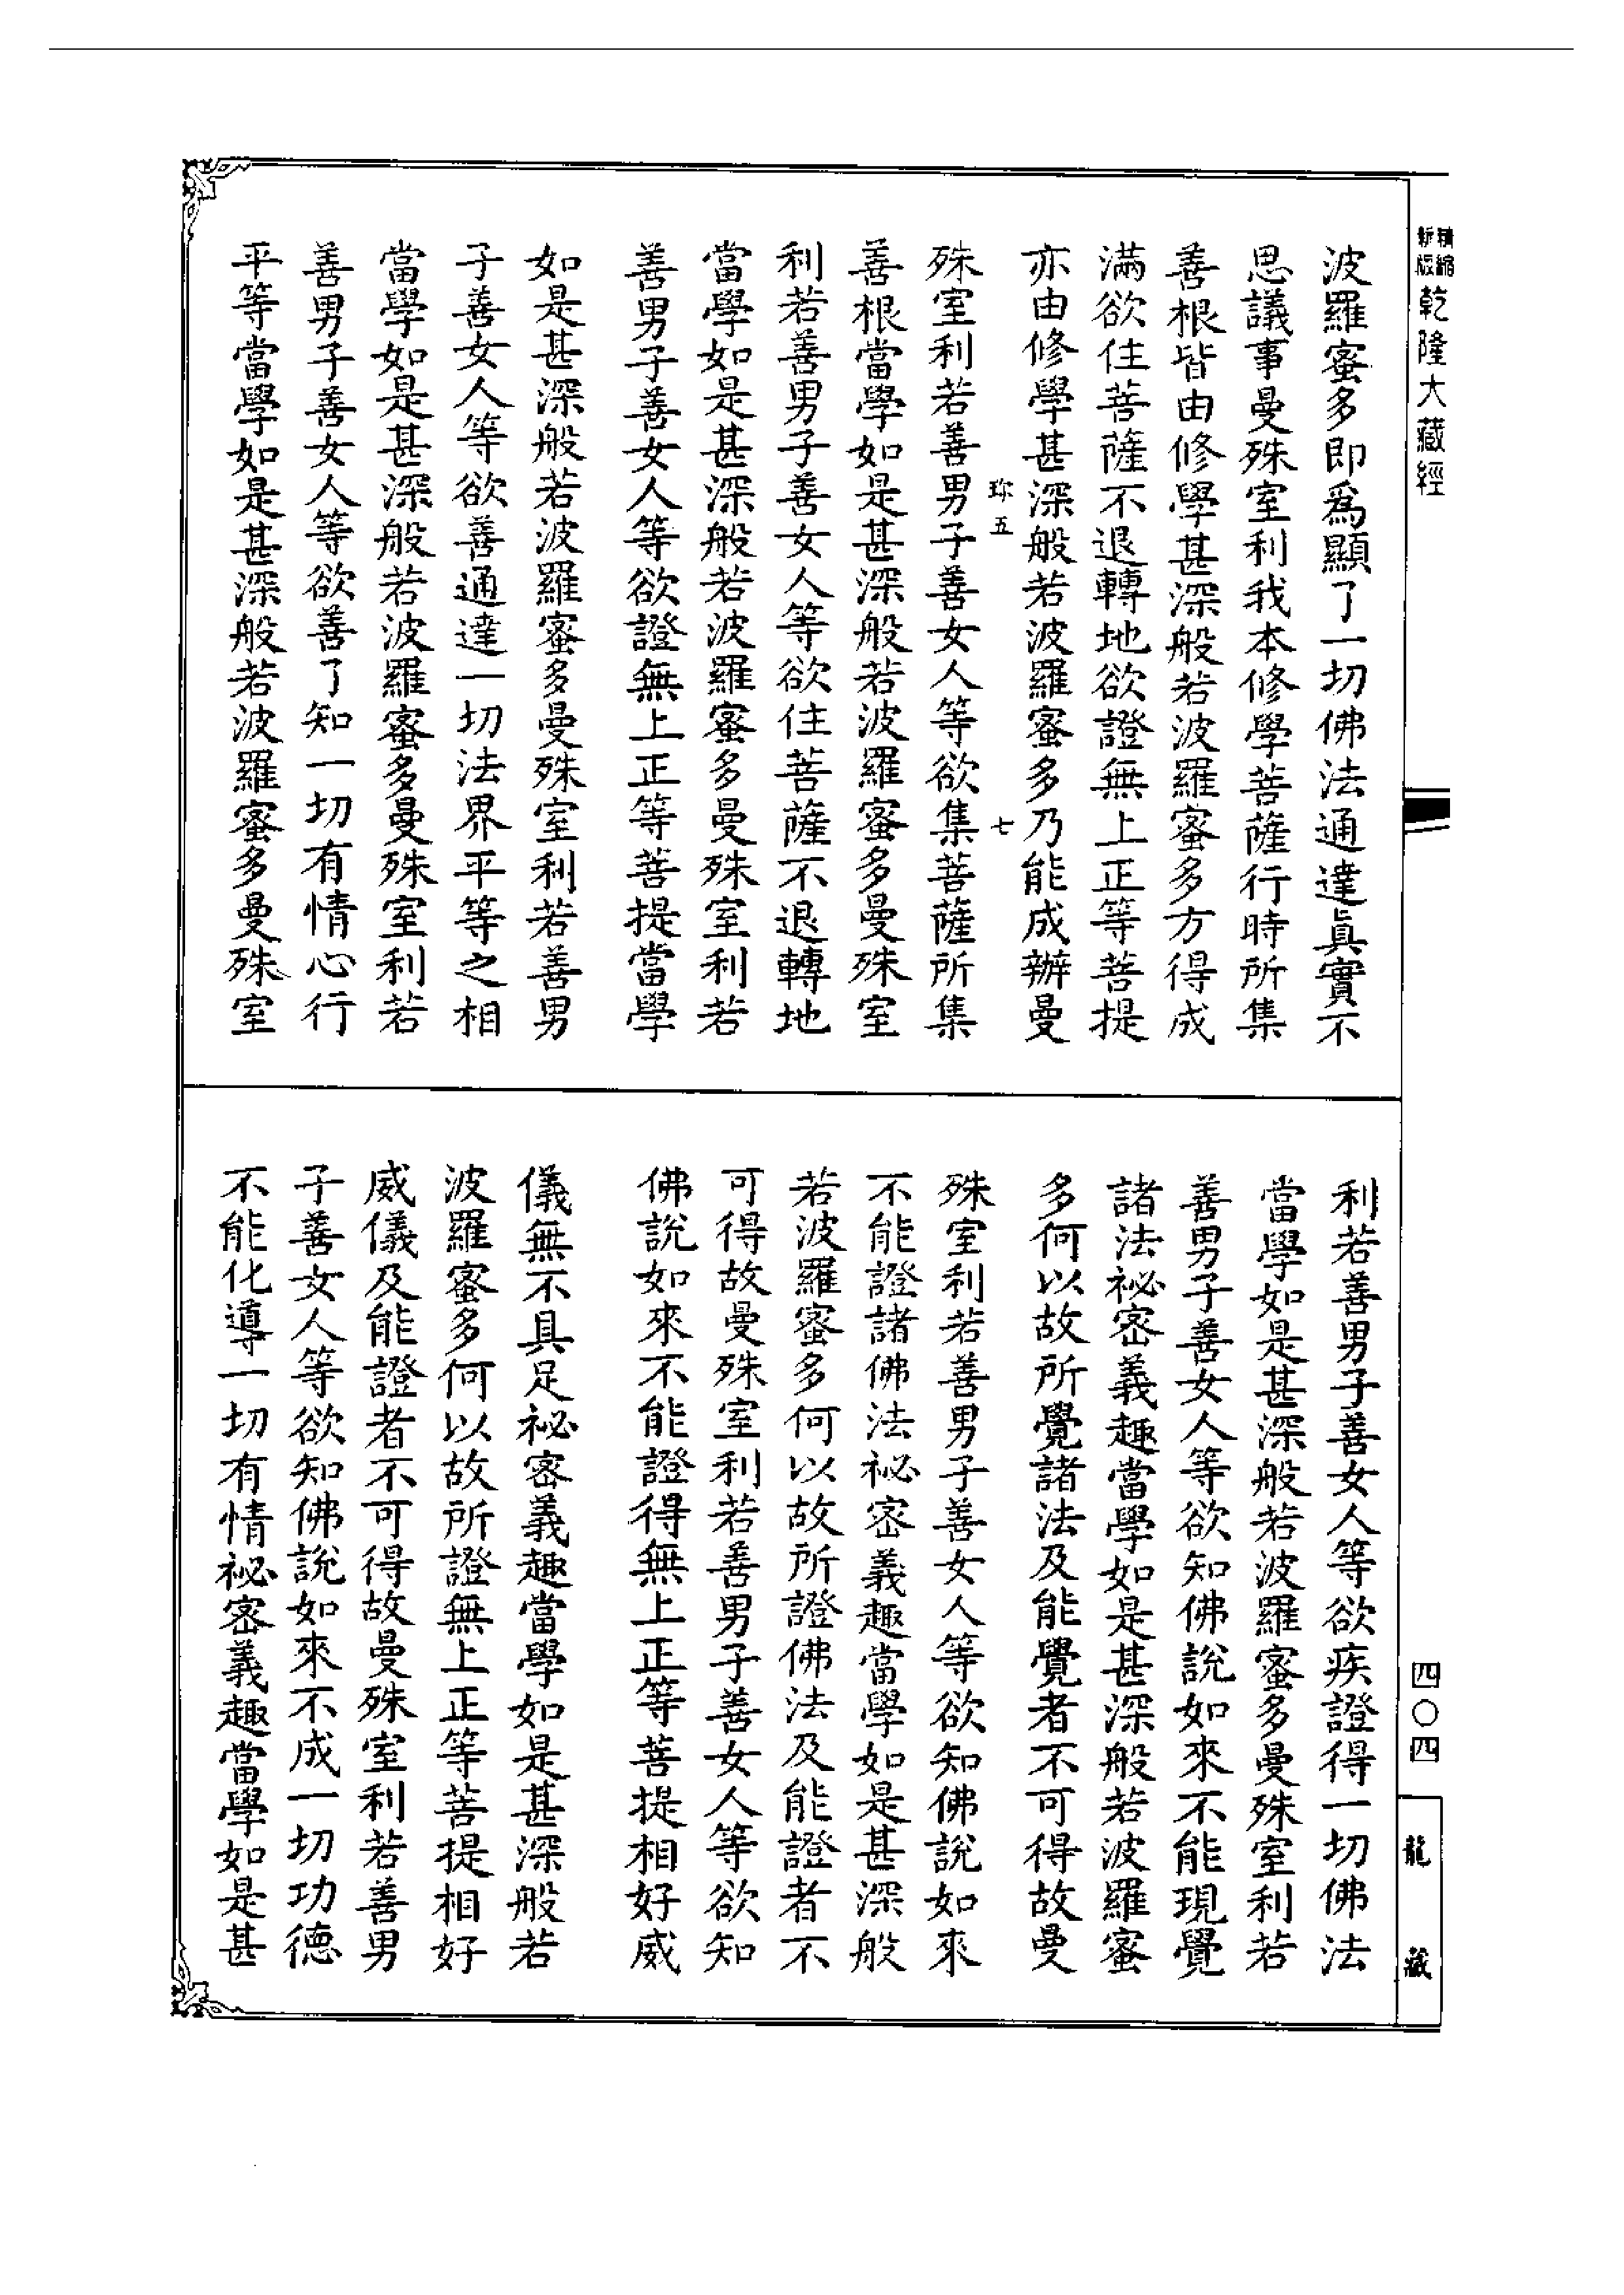 精縮
新版
乾隆大藏經
波羅蜜多即為顯了一切佛法通達眞實不
思議事曼殊室利我本修學菩薩行時所集
善根皆由修學甚深般若波羅蜜多方得成
滿欲住菩薩不退轉地欲證無上正等菩提
亦由修學甚深般若波羅蜜多乃能成辦曼
珎五
七
殊室利若善男子善女人等欲集菩薩所集
善根當學如是甚深般若波羅蜜多曼殊室
利若善男子善女人等欲住菩薩不退轉地
當學如是甚深般若波羅蜜多曼殊室利若
善男子善女人等欲證無上正等菩提當學
如是甚深般若波羅蜜多曼殊室利若善男
子善女人等欲善通達一切法界平等之相
當學如是甚深般若波羅蜜多曼殊室利若
善男子善女人等欲善了知一切有情心行
平等當學如是甚深般若波羅蜜多曼殊室
利若善男子善女人等欲疾證得一切佛法
當學如是甚深般若波羅蜜多曼殊室利若
善男子善女人等欲知佛說如來不能現覺
諸法祕密義趣當學如是甚深般若波羅蜜
多何以故所覺諸法及能覺者不可得故曼
殊室利若善男子善女人等欲知佛說如來
不能證諸佛法祕密義趣當學如是甚深般
若波羅蜜多何以故所證佛法及能證者不
可得故曼殊室利若善男子善女人等欲知
佛說如來不能證得無上正等菩提相好威
儀無不具足祕密義趣當學如是甚深般若
波羅蜜多何以故所證無上正等菩提相好
威儀及能證者不可得故曼殊室利若善男
子善女人等欲知佛說如來不成一切功德
不能化導一切有情祕密義趣當學如是甚
四〇四
龍藏